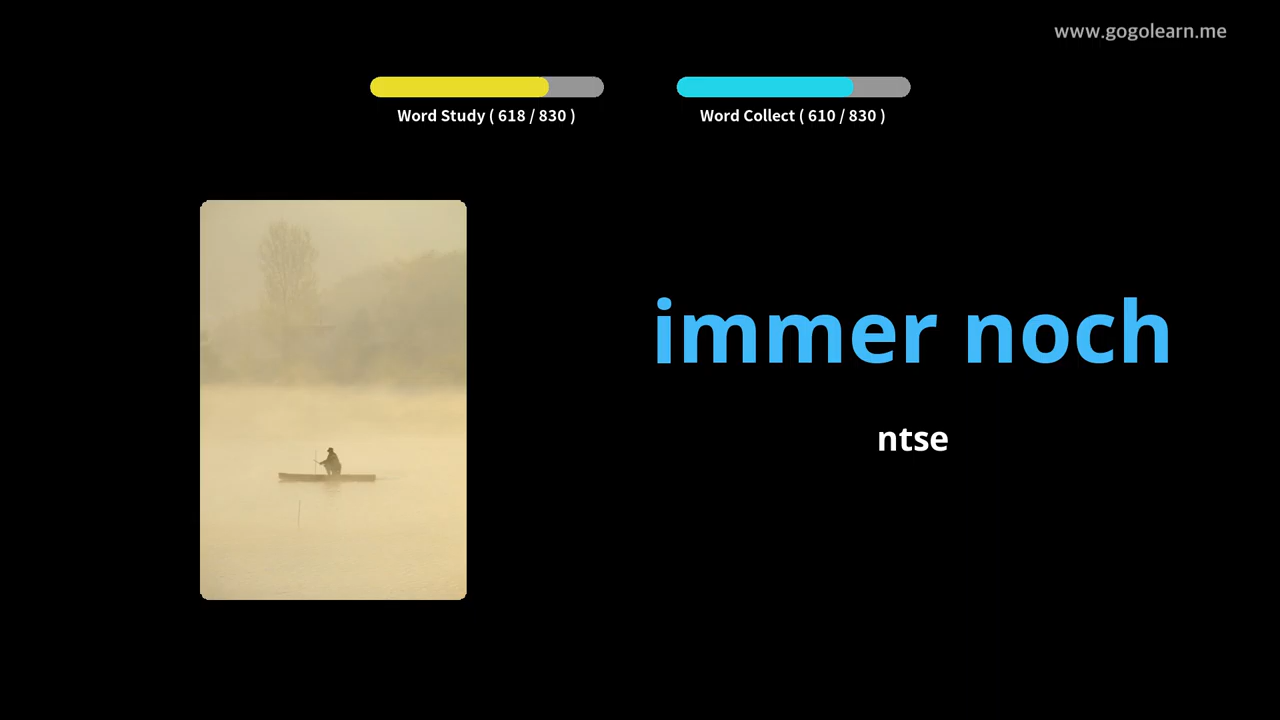 www.gogolearn.me
Word Study ( 618 / 830 )
Word Collect ( 610 / 830 )
immer noch
ntse